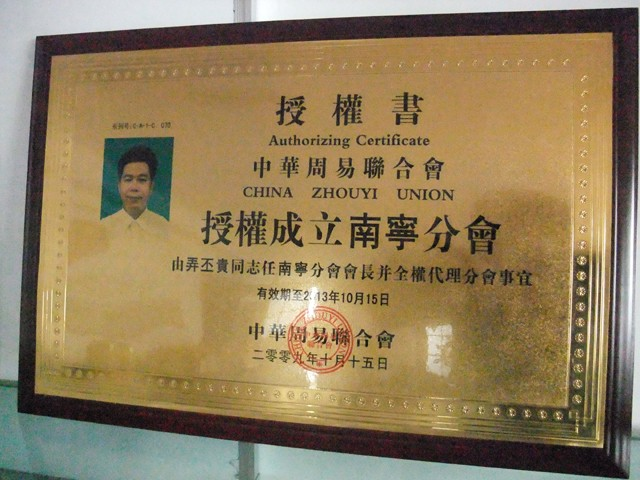 授權書
Authorizing Certificate
中華周易聯合會
CHINA ZHOUYI UNION
授權成立南寧分會
由弄丕貴同志任南寧分會會長并全權代理分會事宜
有效期至2013年10月15日
中華周易聯合會
二零零九年十月十五日